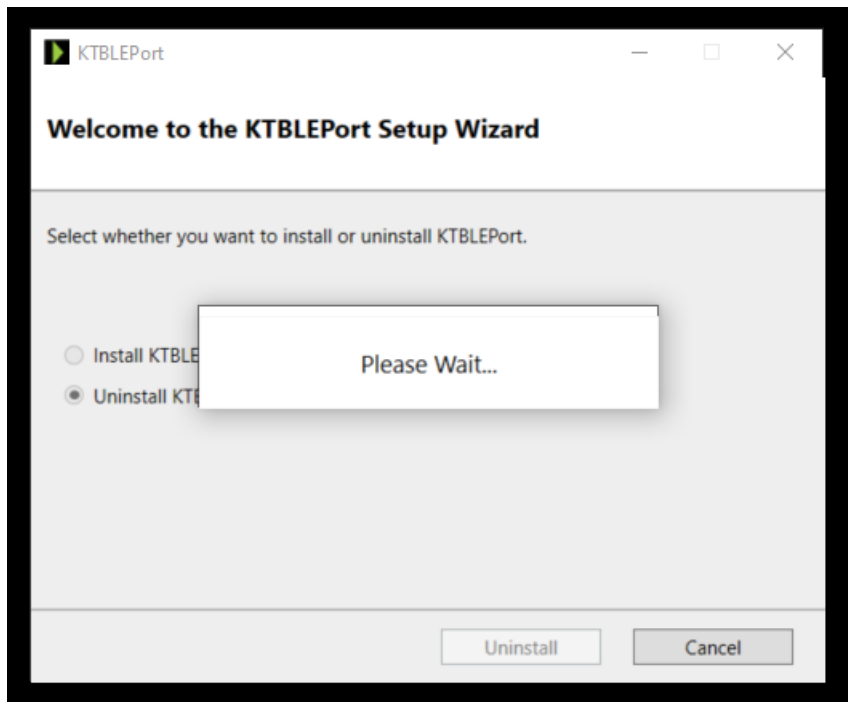 KTBLEPort
Welcome to the KTBLEPort Setup Wizard
Select whether you want to install or uninstall KTBLEPort.
Install KTBLE
Please Wait...
Uninstall KTB
Uninstall
Cancel